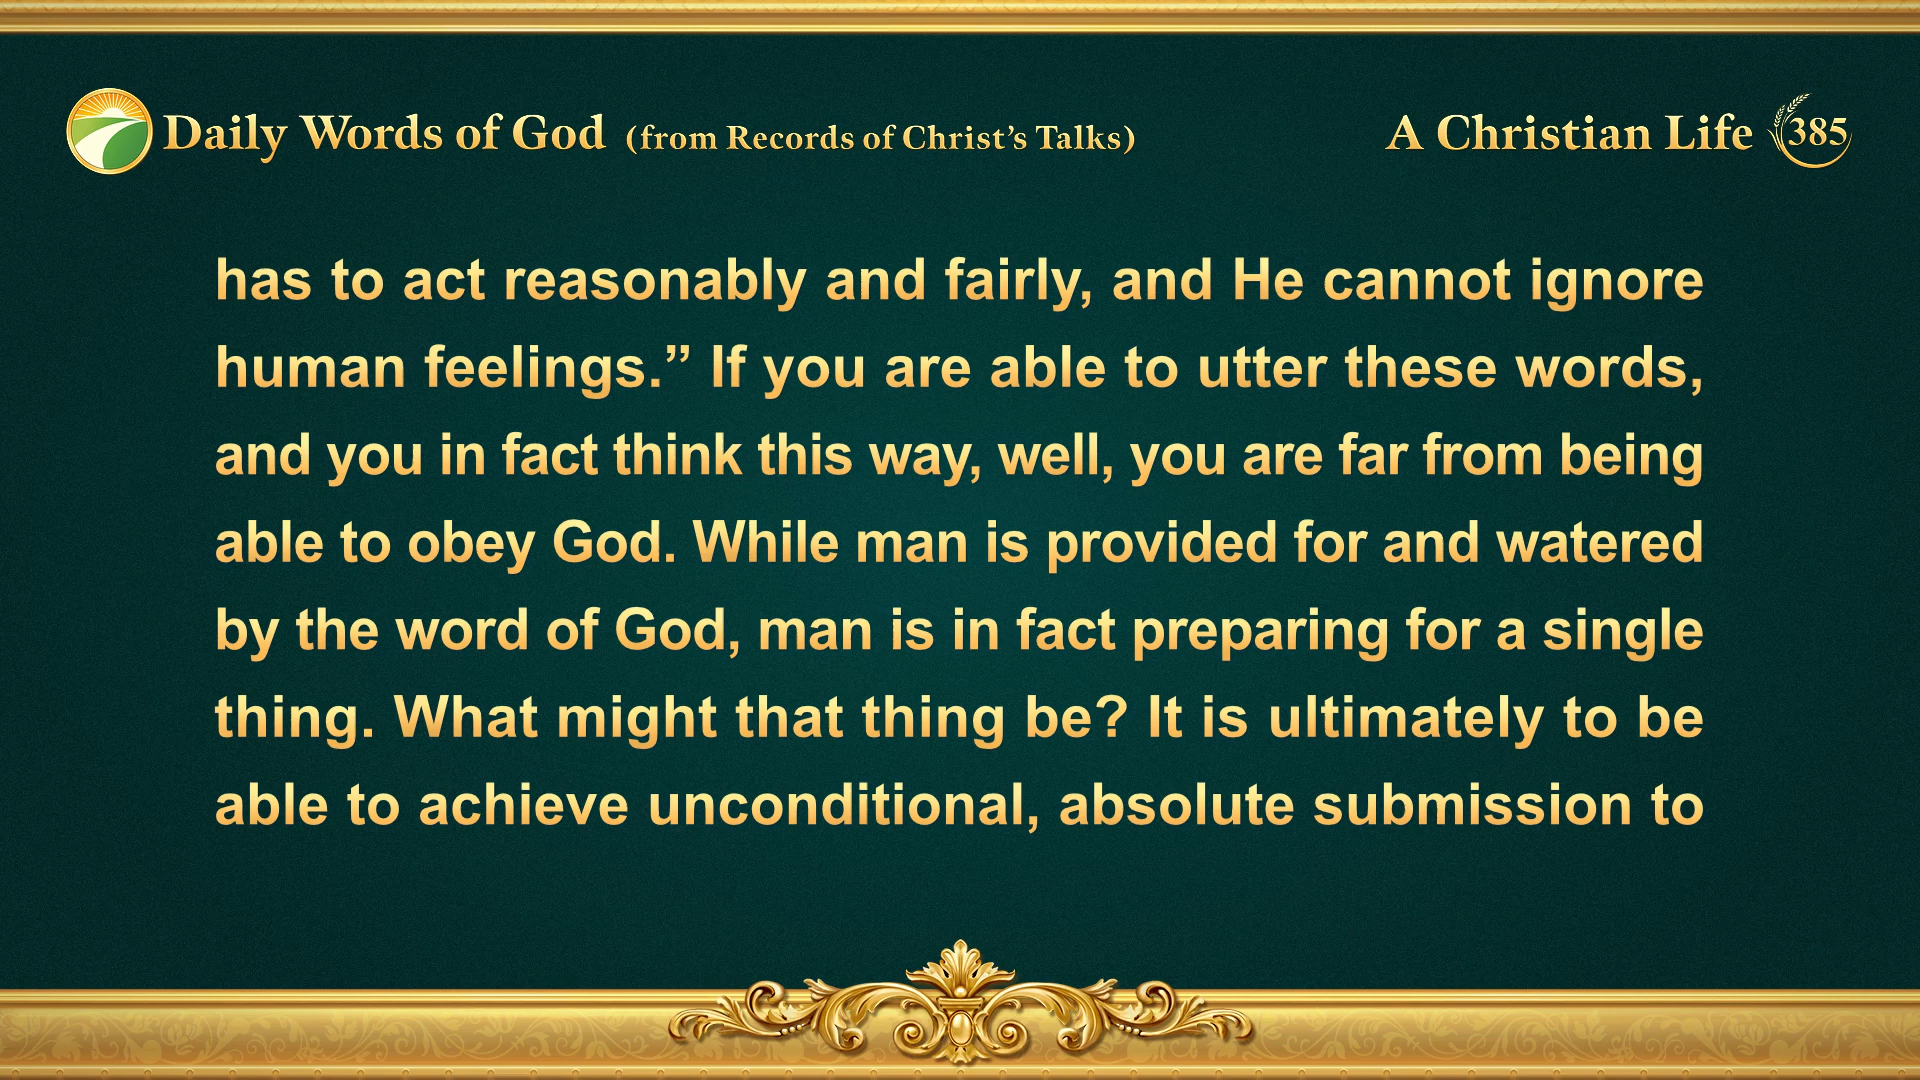 Daily Words of God (from Records of Christ’s Talks)
A Christian Life 385
has to act reasonably and fairly, and He cannot ignore
human feelings.” If you are able to utter these words,
and you in fact think this way, well, you are far from being
able to obey God. While man is provided for and watered
by the word of God, man is in fact preparing for a single
thing. What might that thing be? It is ultimately to be
able to achieve unconditional, absolute submission to